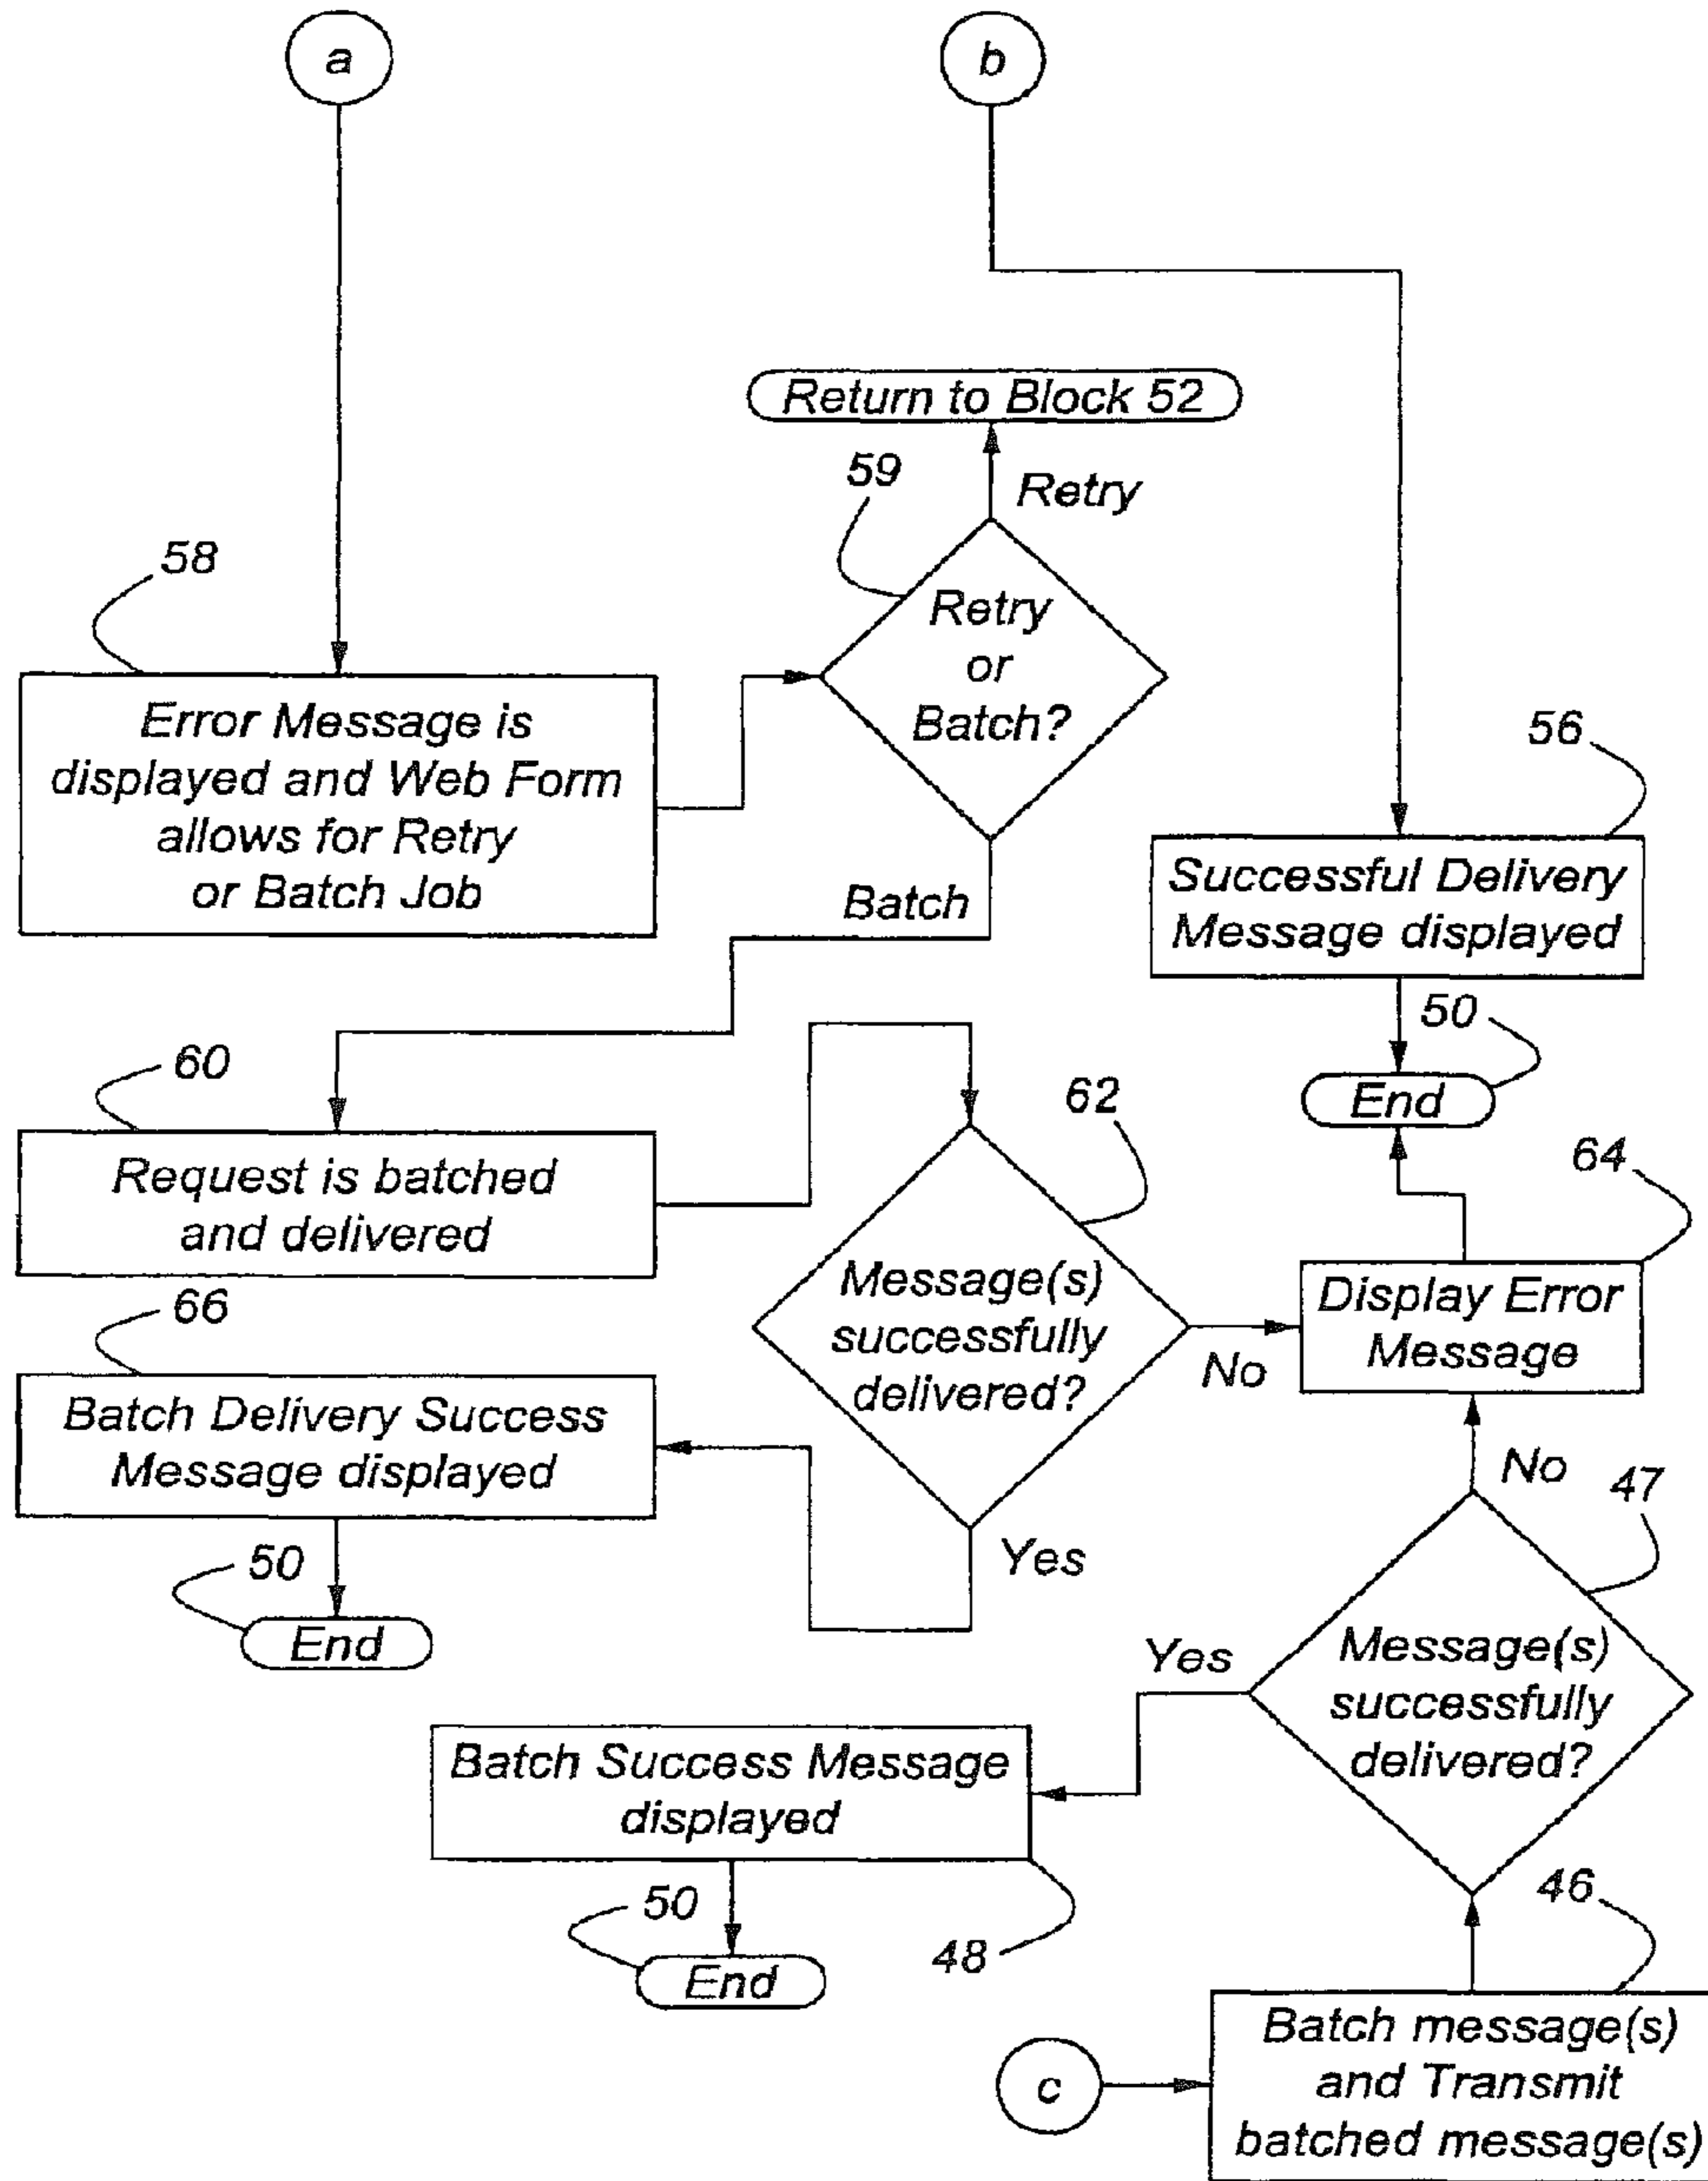 a
b
Return to Block 52
59
Retry
58
Retry
or
Batch?
Error Message is
displayed and Web Form
allows for Retry
or Batch Job
56
Batch
Successful Delivery
Message displayed
50
End
60
62
Request is batched
and delivered
64
Message(s)
successfully
delivered?
No
Display Error
Message
66
Batch Delivery Success
Message displayed
Yes
50
End
No
47
Yes
Message(s)
successfully
delivered?
Batch Success Message
displayed
48
50
End
46
c
Batch message(s)
and Transmit
batched message(s)